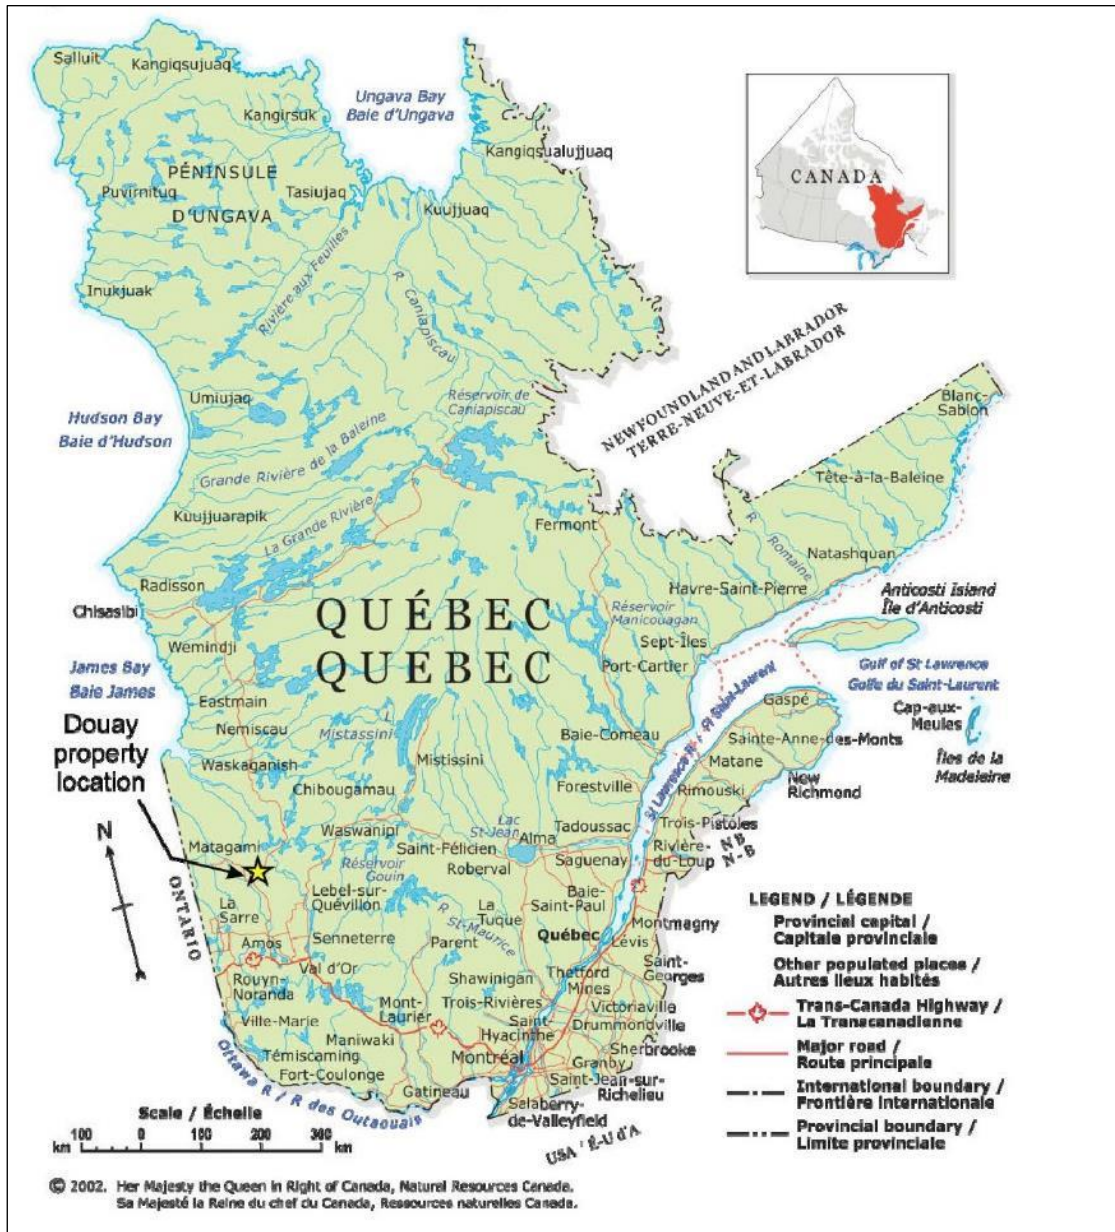 Salluit
Kangiqsujuaq
Ungava Bay
Baie d'Ungava
Kangirsuk
Kangiqsualujjuaq
PÉNINSULE
D'UNGAVA
Puvirnituq
Tasiujaq
Kuujjuaq
CANADA
Inukjuak
Rivière aux Feuilles
R Caniapiscau
Umiujaq
Réservoir de
Caniapiscau
NEWFOUNDLAND AND LABRADOR
TERRE-NEUVE-ET-LABRADOR
Blanc-
Sablon
Hudson Bay
Baie d'Hudson
Grande Rivière de la Baleine
Tête-à-la-Baleine
Kuujjuarapik
La Grande Rivière
Fermont
R Romaine
Natashquan
Radisson
Chisasibi
Havre-Saint-Pierre
Anticosti Island
Île d'Anticosti
QUÉBEC
QUEBEC
Réservoir
Manicouagan
Sept-Îles
Port-Cartier
Wemindji
James Bay
Baie James
Gulf of St Lawrence
Golfe du Saint-Laurent
Eastmain
Gaspé
Cap-aux-
Meules
Îles de la
Madeleine
Douay
property
location
Nemiscau
L
Mistassini
Mistissini
Baie-Comeau
St Lawrence R / Fl Saint-Laurent
Sainte-Anne-des-Monts
Matane
Waskaganish
Chibougamau
Forestville
Rimouski
New
Richmond
N
Waswanipi
Lac
St-Jean
Alma
Tadoussac
Trois-Pistoles
Matagami
Saint-Félicien
Roberval
Saguenay
Rivière-
du-Loup
NB
N-B
Réservoir
Gouin
ONTARIO
La
Sarre
Lebel-sur-
Quévillon
La
Tuque
Baie-
Saint-Paul
R St-Maurice
Montmagny
Amos
Senneterre
Parent
Québec
Lévis
Val d'Or
Saint-
Georges
Rouyn-
Noranda
Shawinigan
Thetford
Mines
Mont-
Laurier
Trois-Rivières
Victoriaville
Ville-Marie
Saint-
Hyacinthe
Drummondville
Maniwaki
Témiscaming
Montréal
Sherbrooke
Fort-Coulonge
Granby
Gatineau
Saint-Jean-sur-
Richelieu
Salaberry-
de-Valleyfield
Ottawa R / R des Outaouais
USA / É-U d'A
LEGEND / LÉGENDE
Provincial capital /
Capitale provinciale
Other populated places /
Autres lieux habités
Trans-Canada Highway /
La Transcanadienne
Major road /
Route principale
International boundary /
Frontière internationale
Provincial boundary /
Limite provinciale
Scale / Échelle
100 0 100 200 300
km km
© 2002. Her Majesty the Queen in Right of Canada, Natural Resources Canada.
Sa Majesté la Reine du chef du Canada, Ressources naturelles Canada.